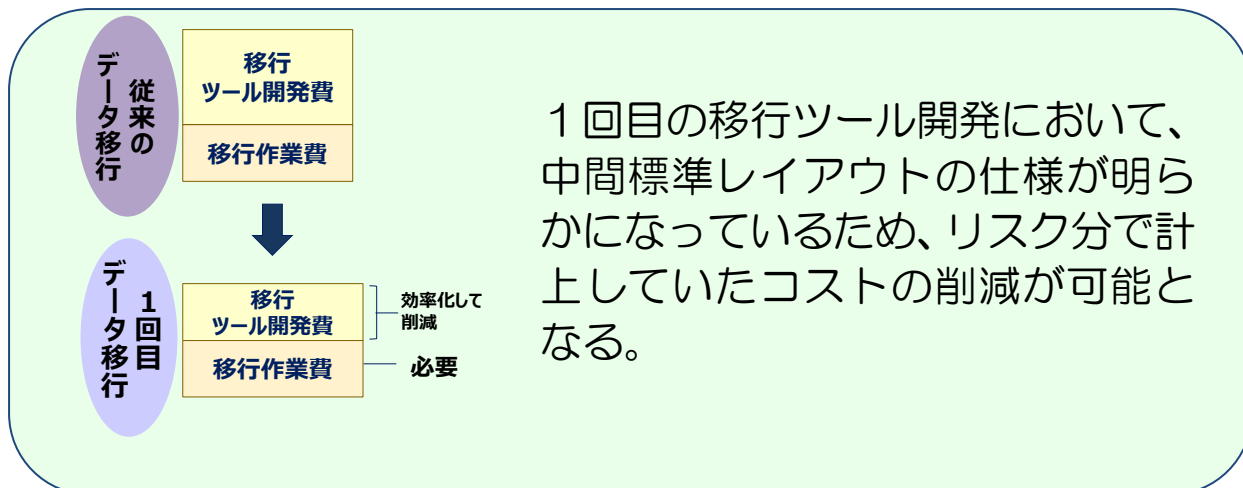 従来の
データ移行
移行
ツール開発費
移行作業費
1回目
データ移行
移行
ツール開発費
移行作業費
効率化して
削減
必要
１回目の移行ツール開発において、
中間標準レイアウトの仕様が明ら
かになっているため、リスク分で計
上していたコストの削減が可能と
なる。